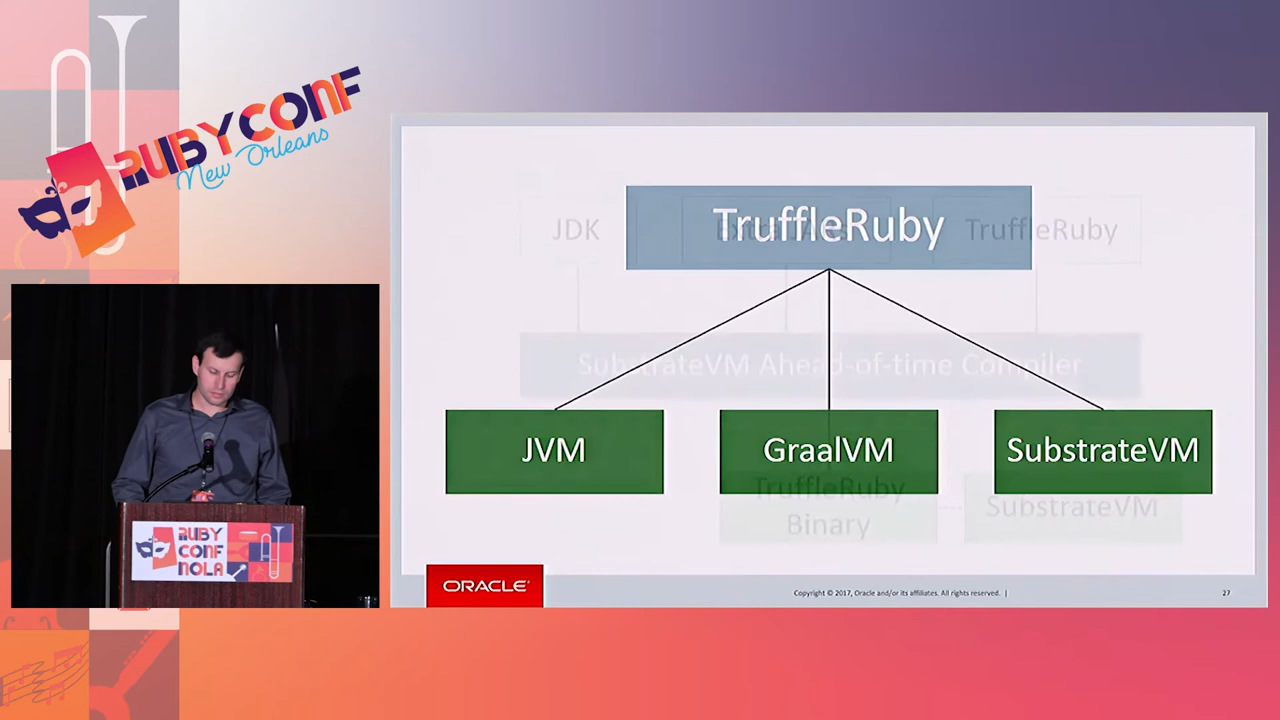 RUBYCONF
New Orleans
TruffleRuby
JDK
TruffleRuby
SubstrateVM Ahead-of-time Compiler
JVM
GraalVM
SubstrateVM
TruffleRuby
Binary
SubstrateVM
ORACLE
Copyright © 2017, Oracle and/or its affiliates. All rights reserved. |
27
RUBY
CONF
NOLA